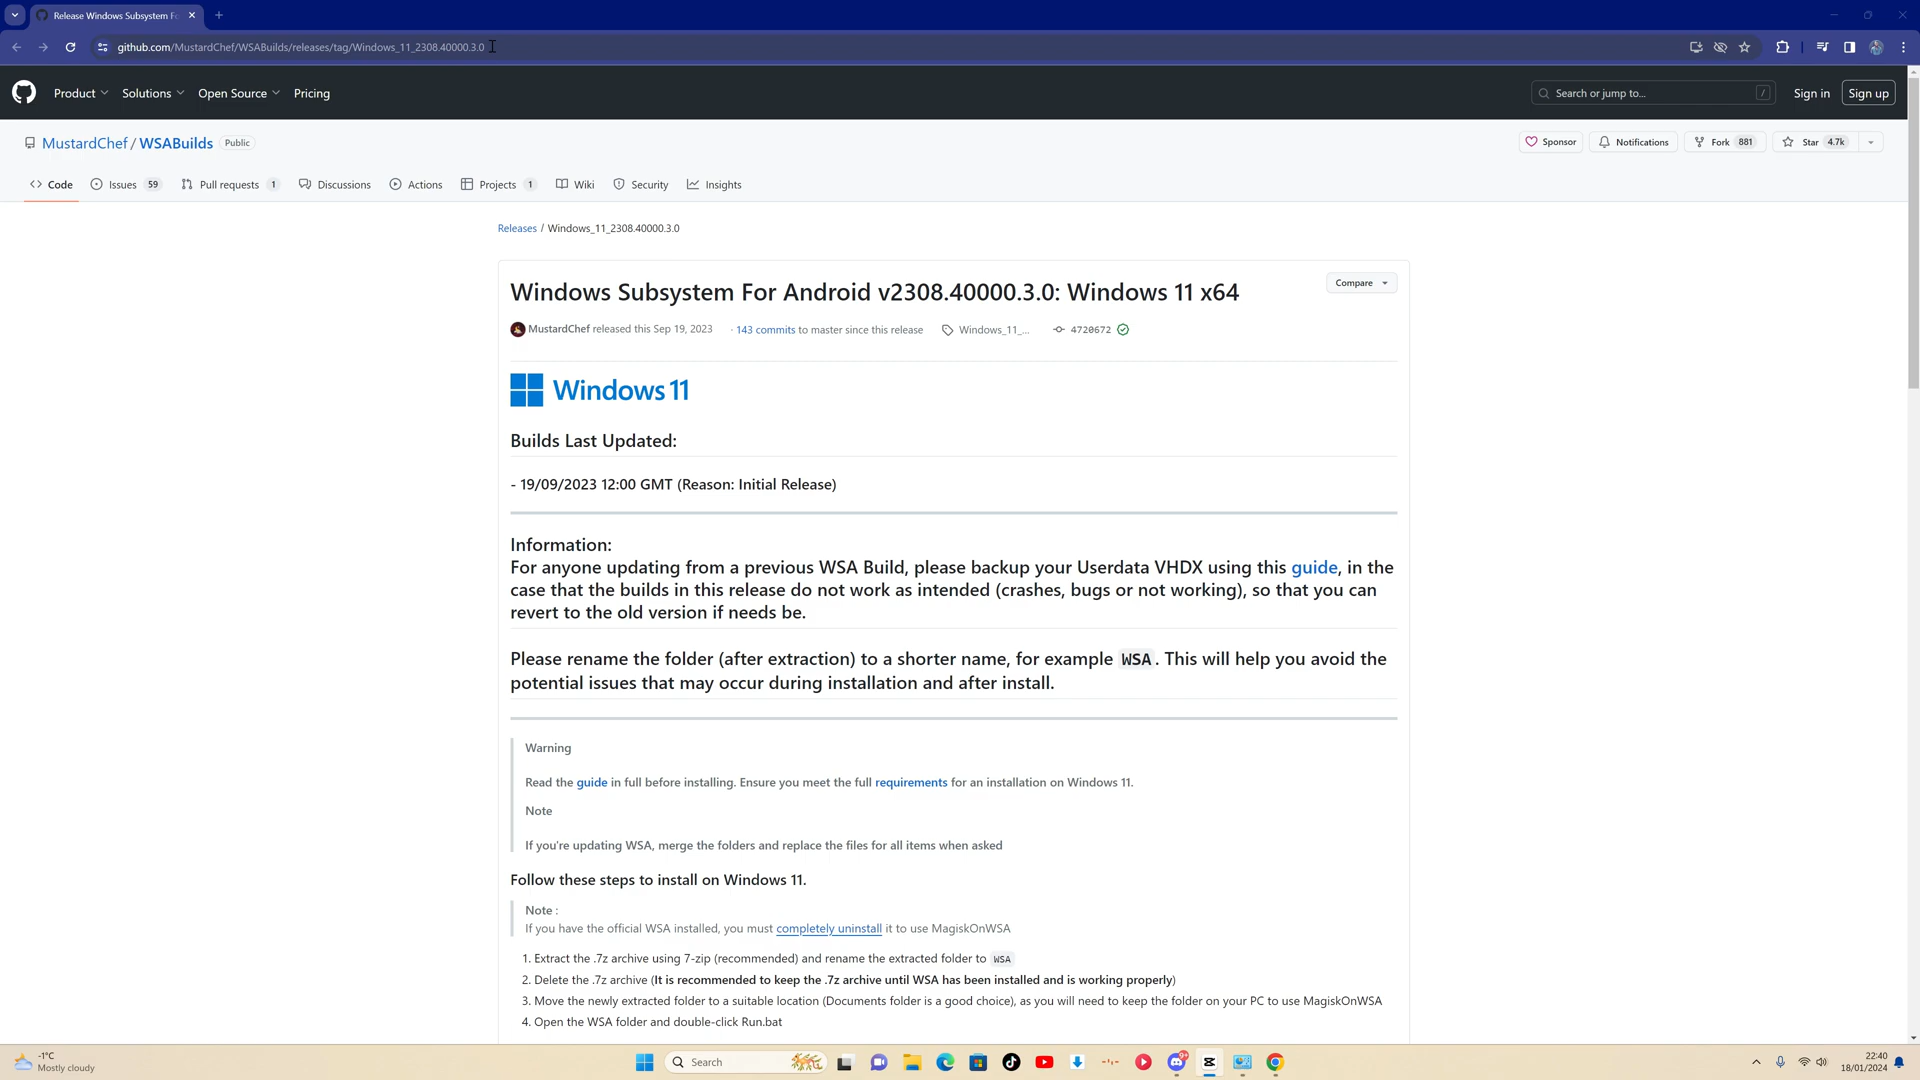 Release Windows Subsystem Fo
github.com/MustardChef/WSABuilds/releases/tag/Windows_11_2308.40000.3.0
Product
Solutions
Open Source
Pricing
Search or jump to...
/
Sign in
Sign up
MustardChef / WSABuilds
Public
Sponsor
Notifications
Fork 881
Star 4.7k
Code
Issues 59
Pull requests 1
Discussions
Actions
Projects 1
Wiki
Security
Insights
Releases / Windows_11_2308.40000.3.0
Windows Subsystem For Android v2308.40000.3.0: Windows 11 x64
Compare
MustardChef released this Sep 19, 2023 · 143 commits to master since this release Windows_11_... 4720672
Windows 11
Builds Last Updated:
- 19/09/2023 12:00 GMT (Reason: Initial Release)
Information:
For anyone updating from a previous WSA Build, please backup your Userdata VHDX using this guide, in the
case that the builds in this release do not work as intended (crashes, bugs or not working), so that you can
revert to the old version if needs be.
Please rename the folder (after extraction) to a shorter name, for example WSA. This will help you avoid the
potential issues that may occur during installation and after install.
Warning
Read the guide in full before installing. Ensure you meet the full requirements for an installation on Windows 11.
Note
If you're updating WSA, merge the folders and replace the files for all items when asked
Follow these steps to install on Windows 11.
Note :
If you have the official WSA installed, you must completely uninstall it to use MagiskOnWSA
1. Extract the .7z archive using 7-zip (recommended) and rename the extracted folder to WSA
2. Delete the .7z archive (It is recommended to keep the .7z archive until WSA has been installed and is working properly)
3. Move the newly extracted folder to a suitable location (Documents folder is a good choice), as you will need to keep the folder on your PC to use MagiskOnWSA
4. Open the WSA folder and double-click Run.bat
-1°C
Mostly cloudy
Search
9+
22:40
18/01/2024